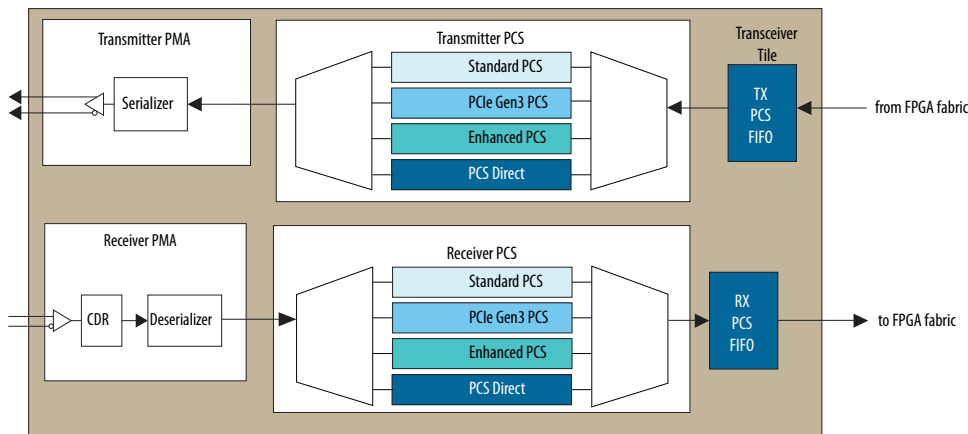 Transmitter PMA
Transmitter PCS
Transceiver
Tile
Standard PCS
PCIe Gen3 PCS
Enhanced PCS
PCS Direct
Serializer
TX
PCS
FIFO
from FPGA fabric
Receiver PMA
Receiver PCS
Standard PCS
PCIe Gen3 PCS
Enhanced PCS
PCS Direct
CDR
Deserializer
RX
PCS
FIFO
to FPGA fabric